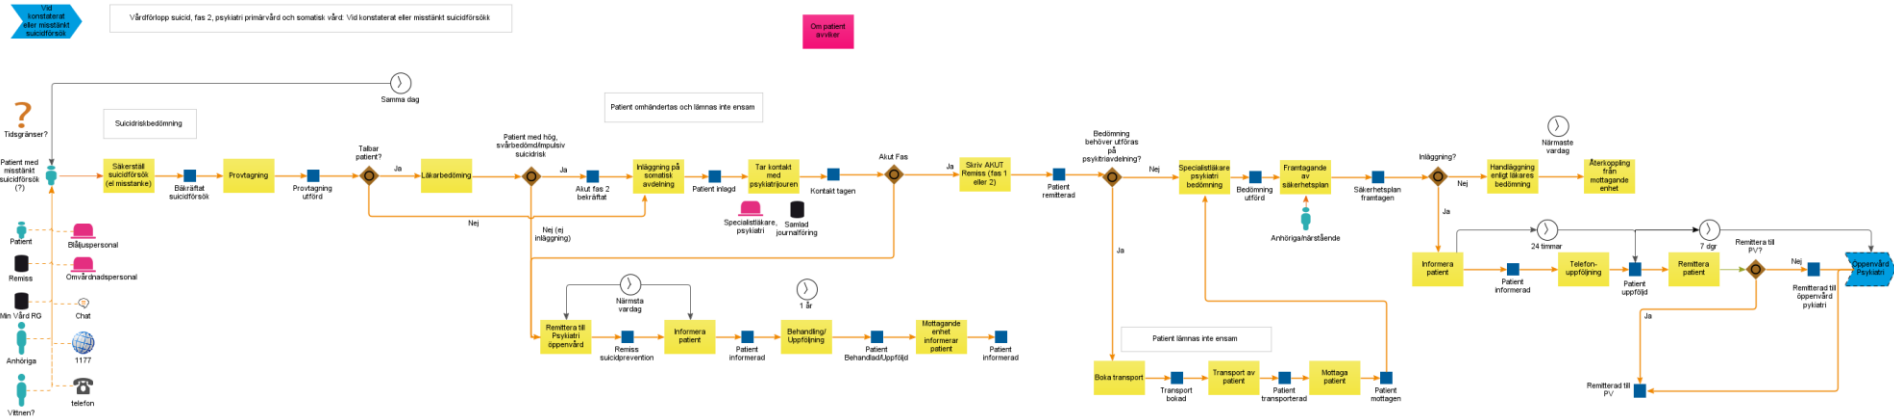 Vid
konstaterat
eller misstänkt
suicidförsök
Vårdförlopp suicid, fas 2, psykiatri primärvård och somatisk vård: Vid konstaterat eller misstänkt suicidförsökk
Om patient
avviker
Samma dag
Tidsgränser?
Suicidriskbedömning
Patient omhändertas och lämnas inte ensam
Patient med
misstänkt
suicidförsök
(?)
Säkerställ
suicidförsök
(ej misstanke)
Bäkräftat
suicidförsök
Provtagning
Provtagning
utförd
Talbar
patient?
Ja
Nej
Läkarbedömning
Patient med hög,
svårbedömd/impulsiv
suicidrisk
Ja
Nej (ej
inläggning)
Akut fas 2
bekräftat
Inläggning på
somatisk
avdelning
Patient inlagd
Tar kontakt
med
psykiatrijouren
Kontakt tagen
Specialistläkare,
psykiatri
Samlad
journalföring
Akut Fas
Ja
Skriv AKUT
Remiss (fas 1
eller 2)
Patient
remitterad
Bedömning
behöver utföras
på
psykitriavdelning?
Nej
Ja
Specialistläkare
psykiatri
bedömning
Bedömning
utförd
Framtagande
av
säkerhetsplan
Anhöriga/närstående
Säkerhetsplan
framtagen
Inläggning?
Nej
Ja
Handläggning
enligt läkares
bedömning
Närmaste
vardag
Återkoppling
från
mottagande
enhet
Patient
Blåljuspersonal
Remiss
Omvårdnadspersonal
Min Vård RG
Chat
Anhöriga
1177
Vittnen?
telefon
Närmsta
vardag
1 år
Remittera till
Psykiatri
öppenvård
Remiss
suicidprevention
Informera
patient
Patient
informerad
Behandling/
Uppföljning
Patient
Behandlad/Uppföljd
Mottagande
enhet
informerar
patient
Patient
informerad
Patient lämnas inte ensam
Boka transport
Transport
bokad
Transport av
patient
Patient
transporterad
Mottaga
patient
Patient
mottagen
Informera
patient
Patient
informerad
24 timmar
Telefon-
uppföljning
Patient
uppföljd
7 dgr
Remittera
patient
Remittera till
PV?
Nej
Ja
Remitterad till
öppenvård
pykiatri
Öppenvård
Psykiatri
Remitterad till
PV